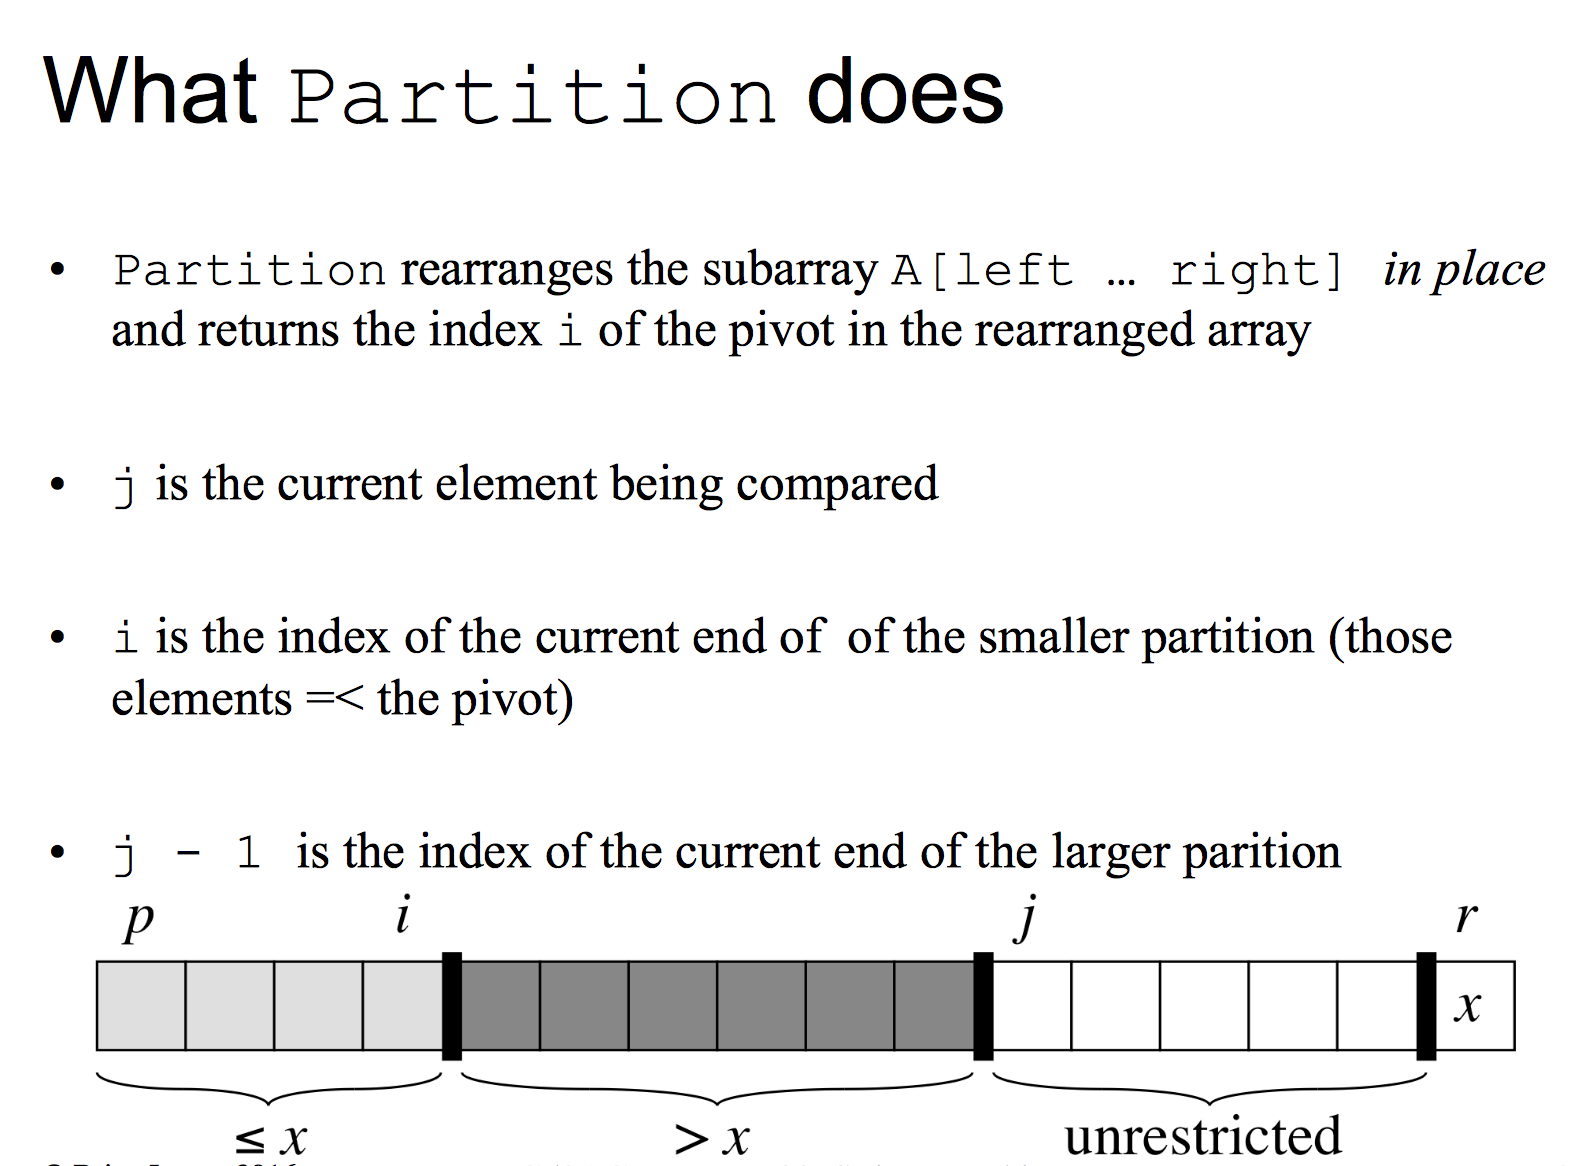 What Partition does
• Partition rearranges the subarray A[left … right] in place
and returns the index i of the pivot in the rearranged array
• j is the current element being compared
• i is the index of the current end of of the smaller partition (those
elements =< the pivot)
• j - 1 is the index of the current end of the larger parition
p i j r
x
≤ x > x unrestricted